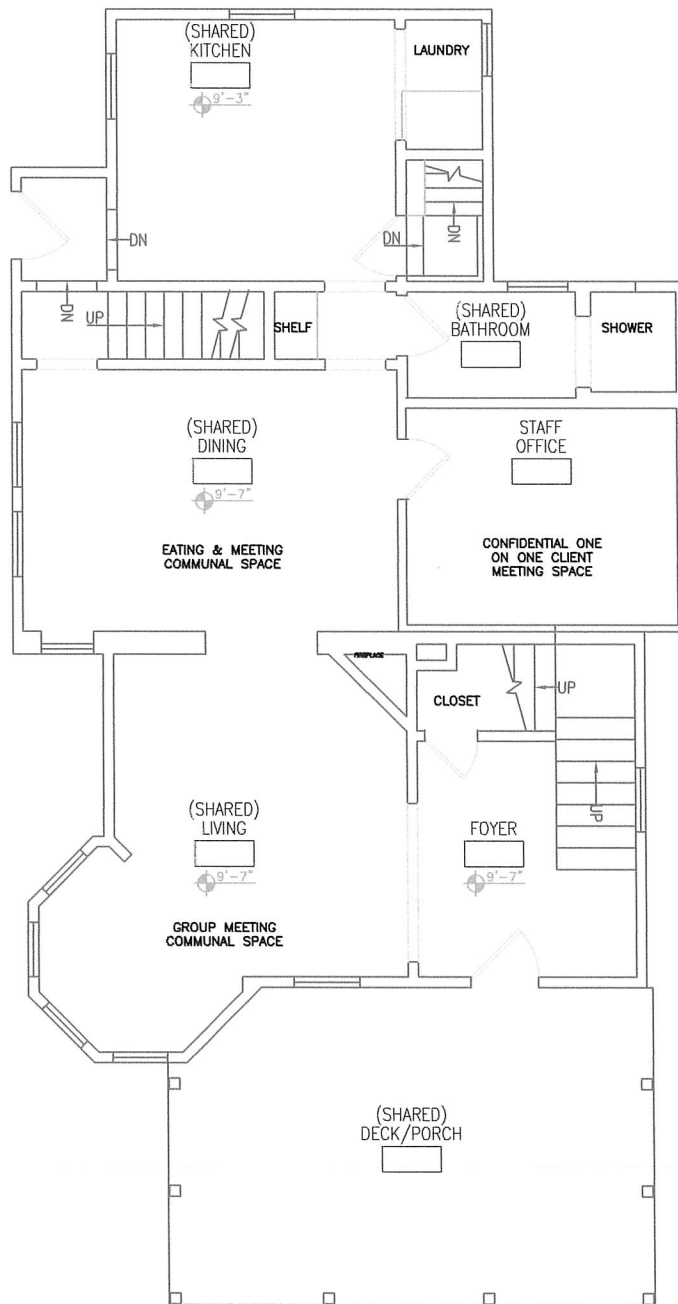 (SHARED)
KITCHEN
9'-3"
LAUNDRY
DN
DN
DN
DN
UP
SHELF
(SHARED)
BATHROOM
SHOWER
(SHARED)
DINING
9'-7"
EATING & MEETING
COMMUNAL SPACE
STAFF
OFFICE
CONFIDENTIAL ONE
ON ONE CLIENT
MEETING SPACE
FIREPLACE
CLOSET
UP
UP
(SHARED)
LIVING
9'-7"
GROUP MEETING
COMMUNAL SPACE
FOYER
9'-7"
(SHARED)
DECK/PORCH